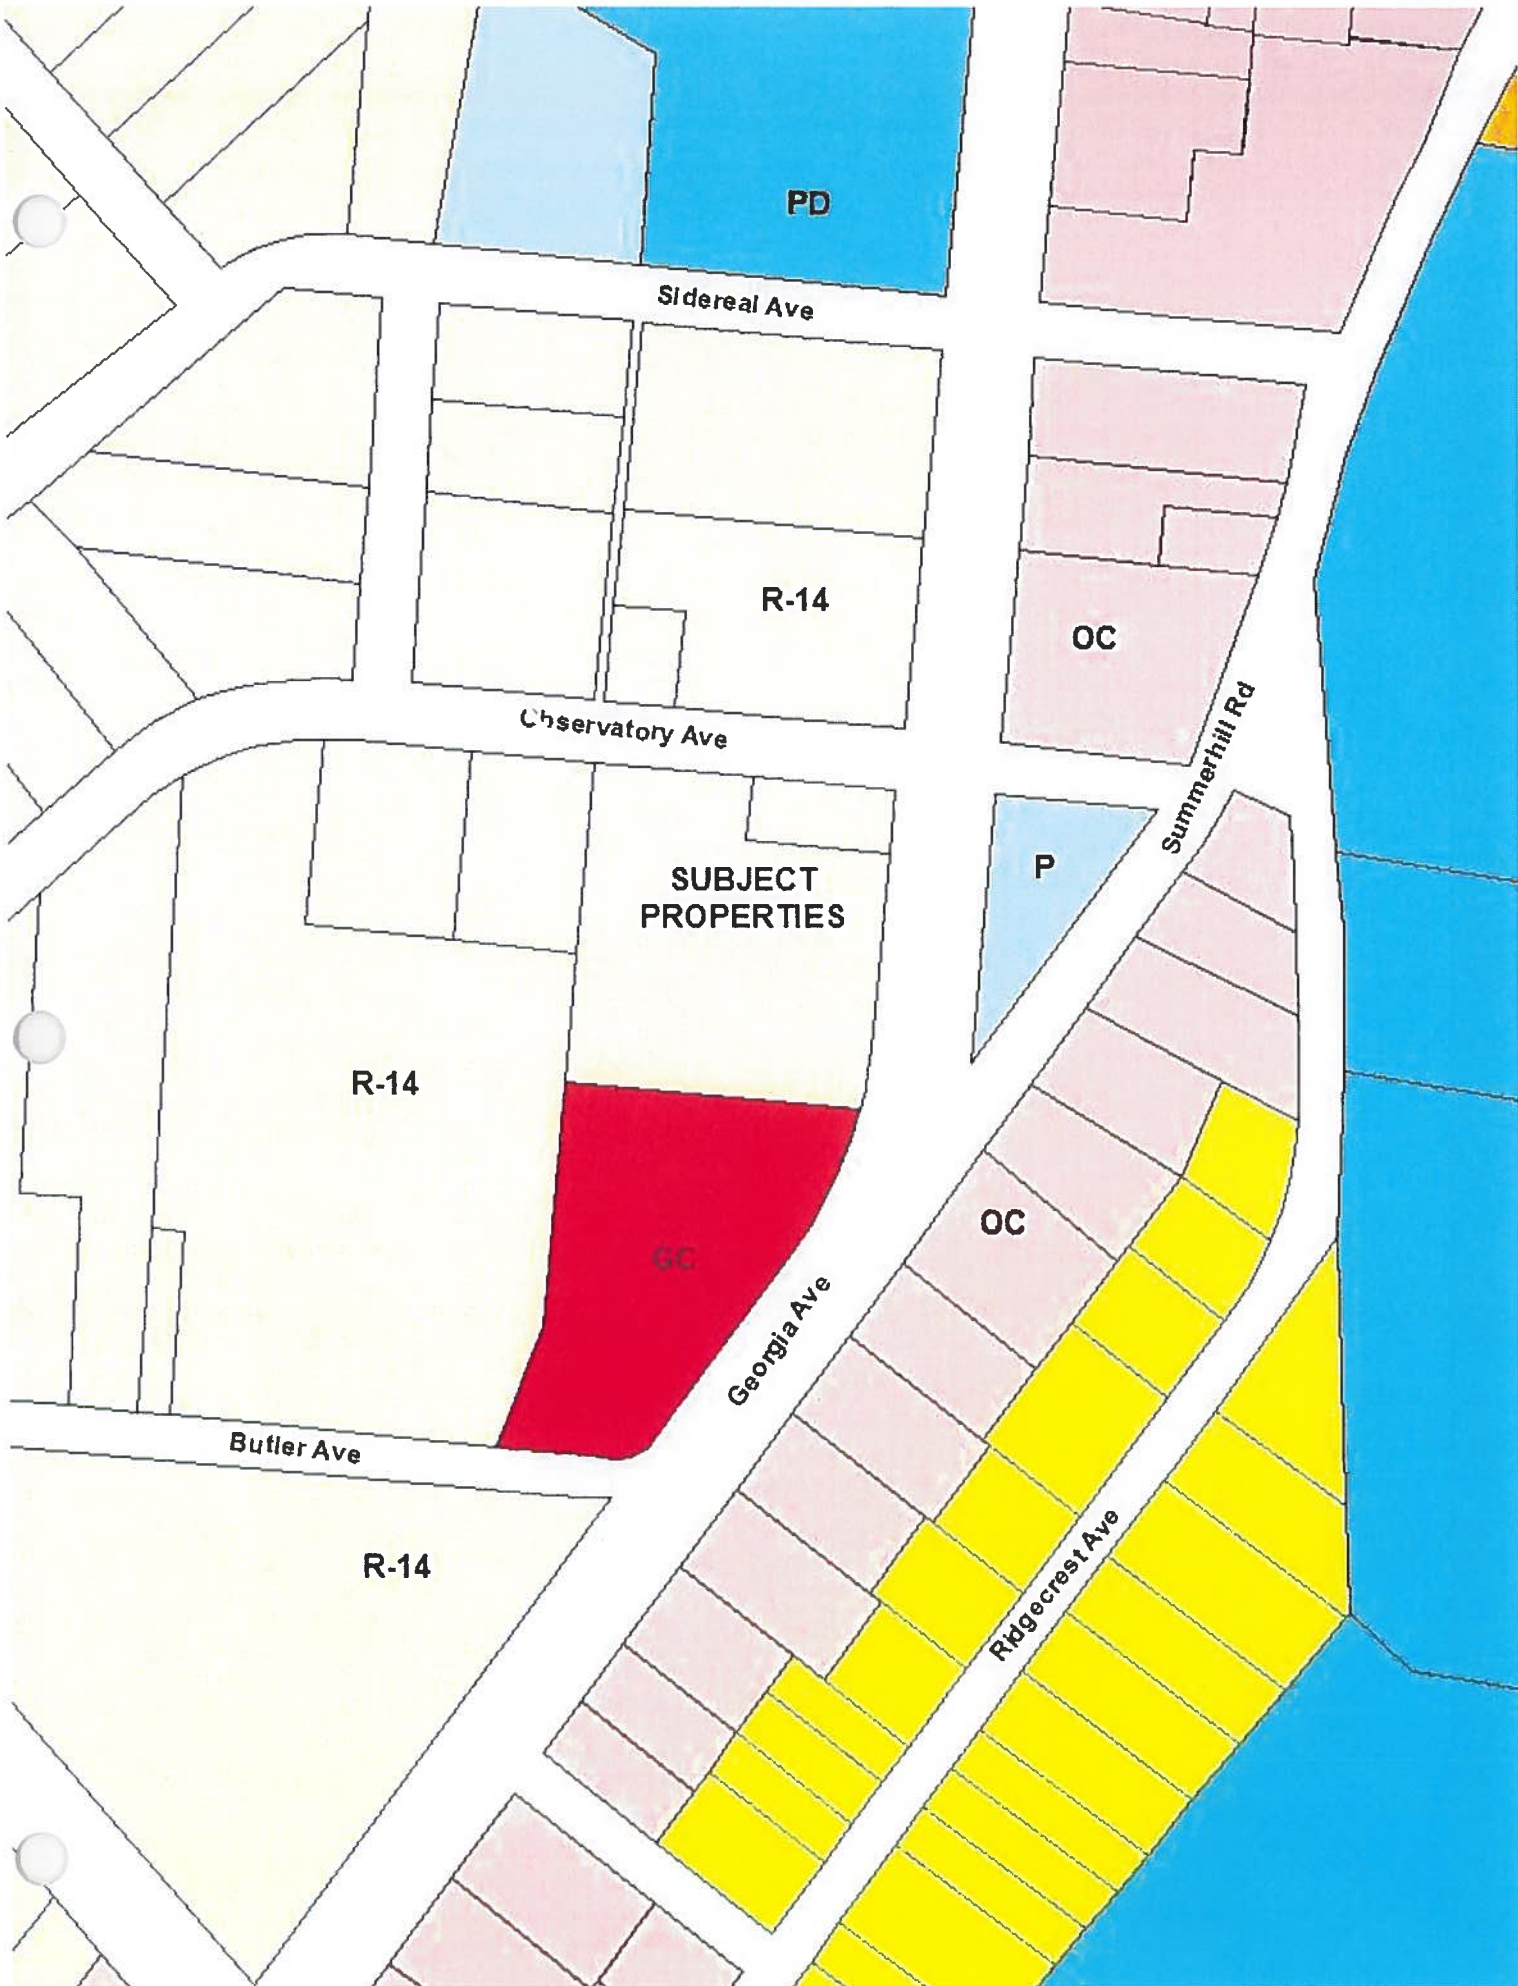 PD
Sidereal Ave
R-14
OC
Observatory Ave
Summerhill Rd
P
SUBJECT
PROPERTIES
R-14
OC
GC
Georgia Ave
Butler Ave
R-14
Ridgecrest Ave